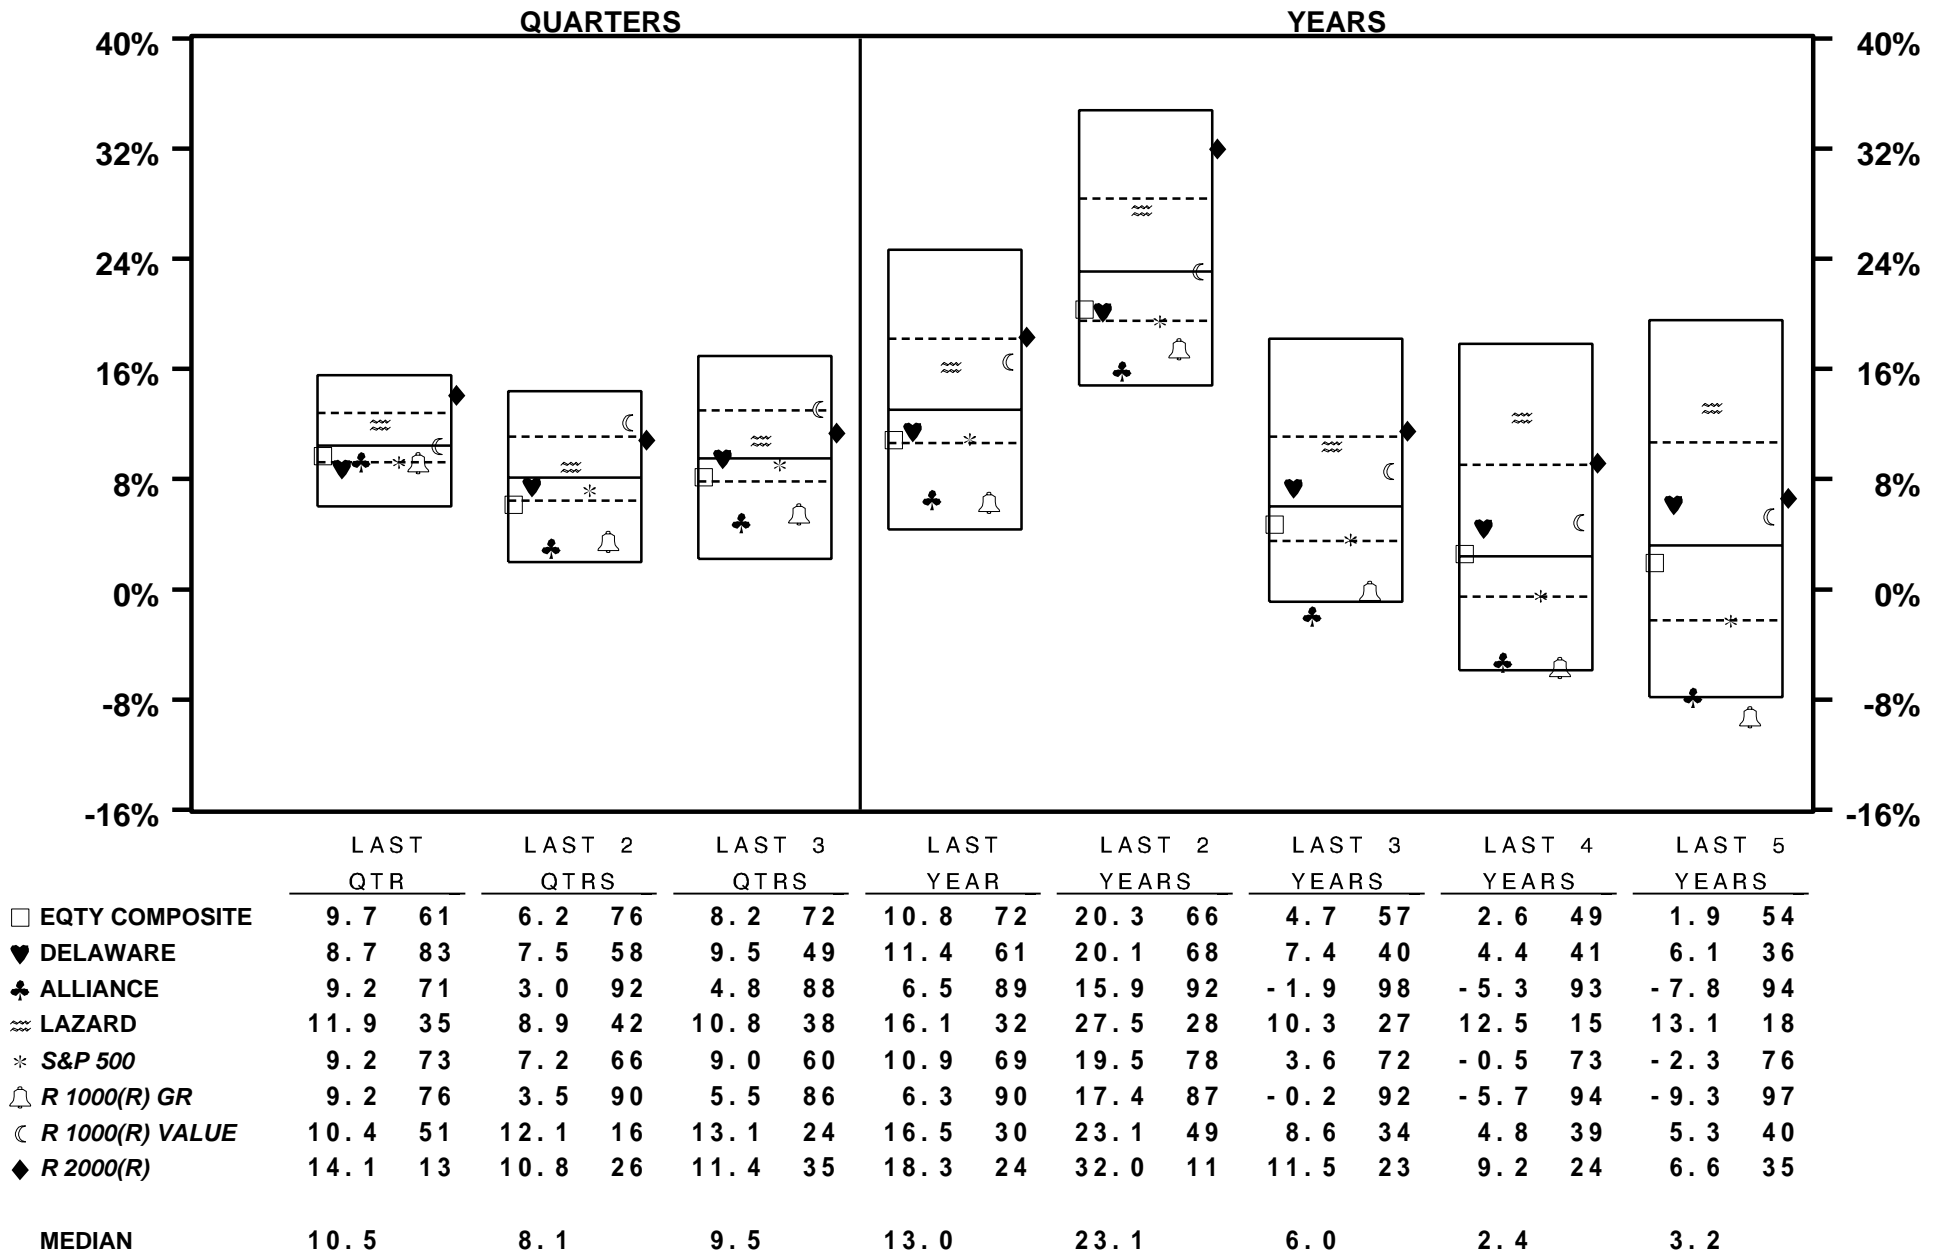 QUARTERS YEARS
40% 40%
32% 32%
24% 24%
16% 16%
8% 8%
0% 0%
-8% -8%
-16% -16%
LAST LAST 2 LAST 3 LAST LAST 2 LAST 3 LAST 4 LAST 5
QTR QTRS QTRS YEAR YEARS YEARS YEARS YEARS
EQTY COMPOSITE 9.7 61 6.2 76 8.2 72 10.8 72 20.3 66 4.7 57 2.6 49 1.9 54
DELAWARE 8.7 83 7.5 58 9.5 49 11.4 61 20.1 68 7.4 40 4.4 41 6.1 36
ALLIANCE 9.2 71 3.0 92 4.8 88 6.5 89 15.9 92 -1.9 98 -5.3 93 -7.8 94
LAZARD 11.9 35 8.9 42 10.8 38 16.1 32 27.5 28 10.3 27 12.5 15 13.1 18
S&P 500 9.2 73 7.2 66 9.0 60 10.9 69 19.5 78 3.6 72 -0.5 73 -2.3 76
R 1000(R) GR 9.2 76 3.5 90 5.5 86 6.3 90 17.4 87 -0.2 92 -5.7 94 -9.3 97
R 1000(R) VALUE 10.4 51 12.1 16 13.1 24 16.5 30 23.1 49 8.6 34 4.8 39 5.3 40
R 2000(R) 14.1 13 10.8 26 11.4 35 18.3 24 32.0 11 11.5 23 9.2 24 6.6 35
MEDIAN 10.5 8.1 9.5 13.0 23.1 6.0 2.4 3.2